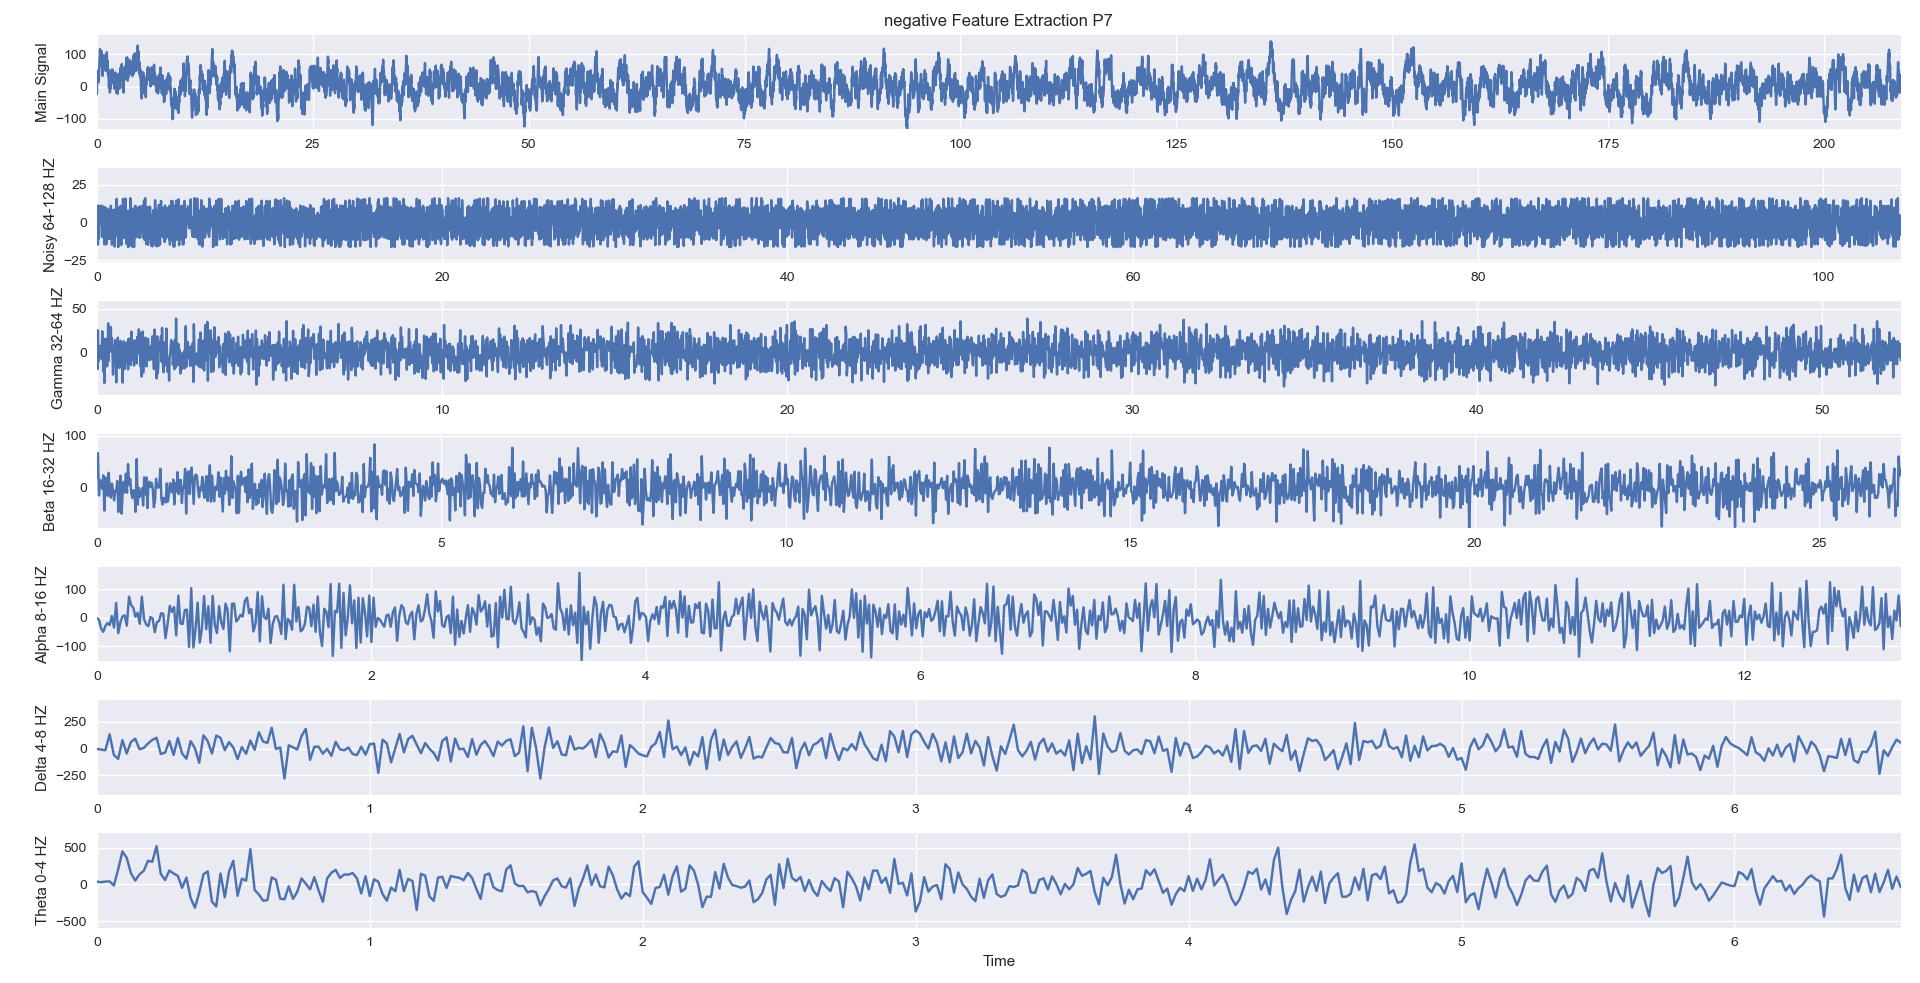 negative Feature Extraction P7
Main Signal
100
0
−100
0 25 50 75 100 125 150 175 200
Noisy 64-128 HZ
25
0
−25
0 20 40 60 80 100
Gamma 32-64 HZ
50
0
0 10 20 30 40 50
Beta 16-32 HZ
100
0
0 5 10 15 20 25
Alpha 8-16 HZ
100
0
−100
0 2 4 6 8 10 12
Delta 4-8 HZ
250
0
−250
0 1 2 3 4 5 6
Theta 0-4 HZ
500
0
−500
0 1 2 3 4 5 6
Time